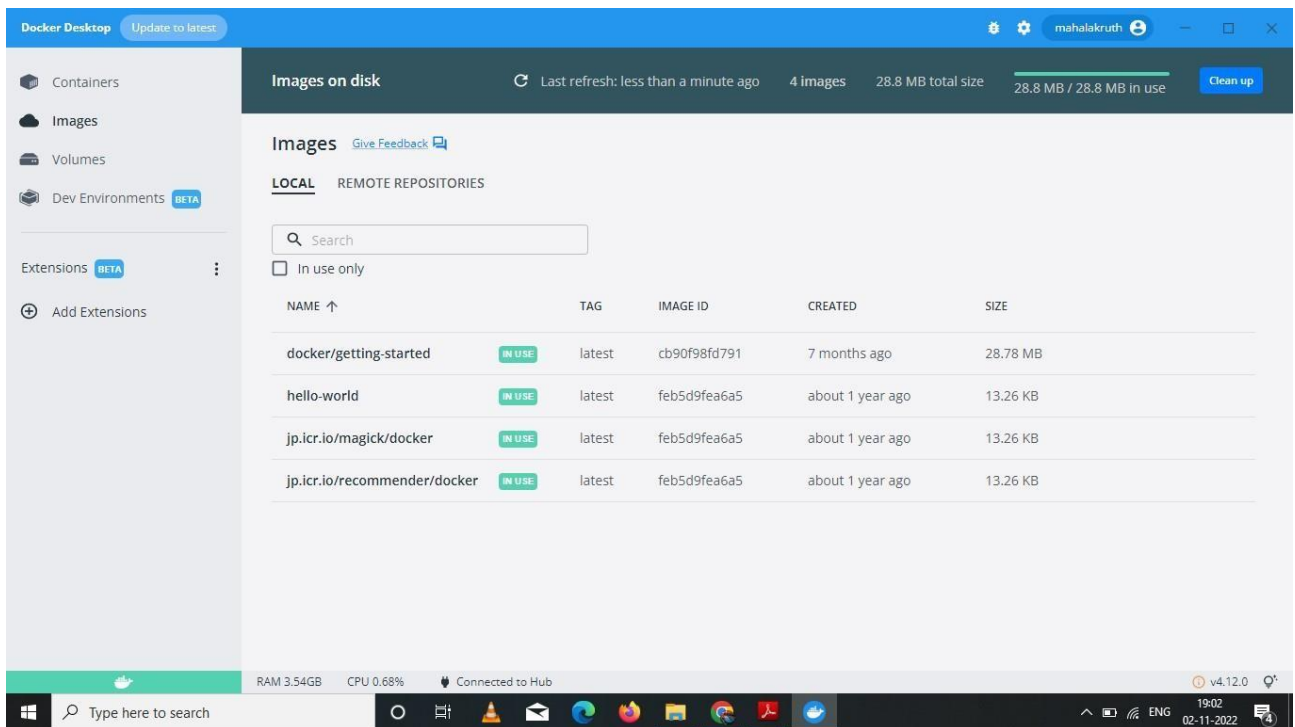 Docker Desktop Update to latest mahalakruth
Containers
Images
Volumes
Dev Environments BETA
Extensions BETA
Add Extensions
Images on disk Last refresh: less than a minute ago 4 images 28.8 MB total size 28.8 MB / 28.8 MB in use Clean up
Images Give Feedback
LOCAL REMOTE REPOSITORIES
Search
In use only
NAME TAG IMAGE ID CREATED SIZE
docker/getting-started IN USE latest cb90f98fd791 7 months ago 28.78 MB
hello-world IN USE latest feb5d9fea6a5 about 1 year ago 13.26 KB
jp.icr.io/magick/docker IN USE latest feb5d9fea6a5 about 1 year ago 13.26 KB
jp.icr.io/recommender/docker IN USE latest feb5d9fea6a5 about 1 year ago 13.26 KB
RAM 3.54GB CPU 0.68% Connected to Hub v4.12.0
Type here to search ENG 19:02
02-11-2022 4